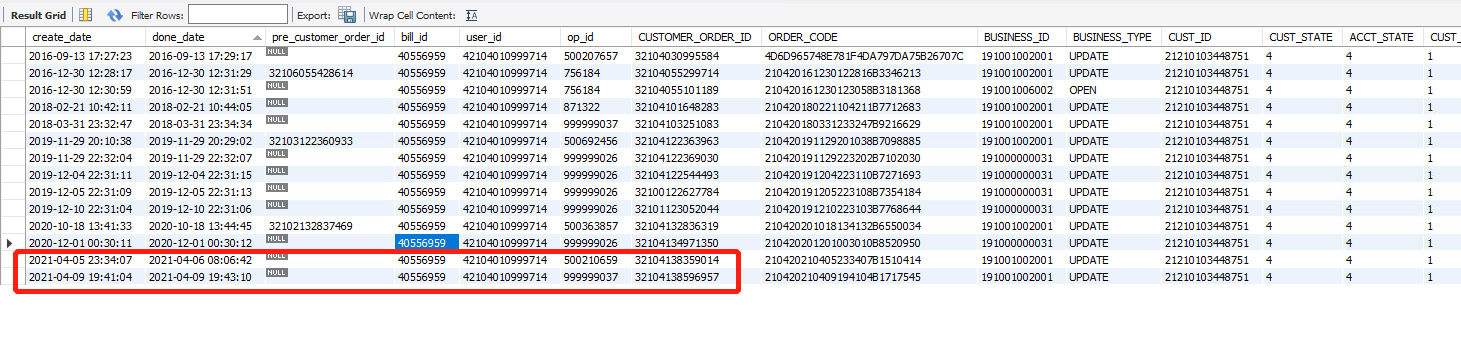 Result Grid Filter Rows: Export: Wrap Cell Content: IA
create_date done_date pre_customer_order_id bill_id user_id op_id CUSTOMER_ORDER_ID ORDER_CODE BUSINESS_ID BUSINESS_TYPE CUST_ID CUST_STATE ACCT_STATE CUST_
2016-09-13 17:27:23 2016-09-13 17:29:17 NULL 40556959 42104010999714 500207657 32104030995584 4D6D965748E781F4DA797DA75B26707C 191001002001 UPDATE 21210103448751 4 4 1
2016-12-30 12:28:17 2016-12-30 12:31:29 32106055428614 40556959 42104010999714 756184 32104055299714 210420161230122816B3346213 191001002001 UPDATE 21210103448751 4 4 1
2016-12-30 12:30:59 2016-12-30 12:31:51 NULL 40556959 42104010999714 756184 32104055101189 210420161230123058B3181368 191001006002 OPEN 21210103448751 4 4 1
2018-02-21 10:42:11 2018-02-21 10:44:05 NULL 40556959 42104010999714 871322 32104101648283 210420180221104211B7712683 191001002001 UPDATE 21210103448751 4 4 1
2018-03-31 23:32:47 2018-03-31 23:34:34 NULL 40556959 42104010999714 999999037 32104103251083 210420180331233247B9216629 191001002001 UPDATE 21210103448751 4 4 1
2019-11-29 20:10:38 2019-11-29 20:29:02 32103122360933 40556959 42104010999714 500692456 32104122363963 210420191129201038B7098885 191001002001 UPDATE 21210103448751 4 4 1
2019-11-29 22:32:04 2019-11-29 22:32:07 NULL 40556959 42104010999714 999999026 32104122369030 210420191129223202B7102030 191000000031 UPDATE 21210103448751 4 4 1
2019-12-04 22:31:11 2019-12-04 22:31:15 NULL 40556959 42104010999714 999999026 32104122544493 210420191204223110B7271693 191000000031 UPDATE 21210103448751 4 4 1
2019-12-05 22:31:09 2019-12-05 22:31:13 NULL 40556959 42104010999714 999999026 32100122627784 210420191205223108B7354184 191000000031 UPDATE 21210103448751 4 4 1
2019-12-10 22:31:04 2019-12-10 22:31:06 NULL 40556959 42104010999714 999999026 32101123052044 210420191210223103B7768644 191000000031 UPDATE 21210103448751 4 4 1
2020-10-18 13:41:33 2020-10-18 13:44:45 32102132837469 40556959 42104010999714 500363857 32104132836319 210420201018134132B6550034 191001002001 UPDATE 21210103448751 4 4 1
2020-12-01 00:30:11 2020-12-01 00:30:12 NULL 40556959 42104010999714 999999026 32104134971350 210420201201003010B8520950 191000000031 UPDATE 21210103448751 4 4 1
2021-04-05 23:34:07 2021-04-06 08:06:42 NULL 40556959 42104010999714 500210659 32104138359014 210420210405233407B1510414 191001002001 UPDATE 21210103448751 4 4 1
2021-04-09 19:41:04 2021-04-09 19:43:10 NULL 40556959 42104010999714 999999037 32104138596957 210420210409194104B1717545 191001002001 UPDATE 21210103448751 4 4 1